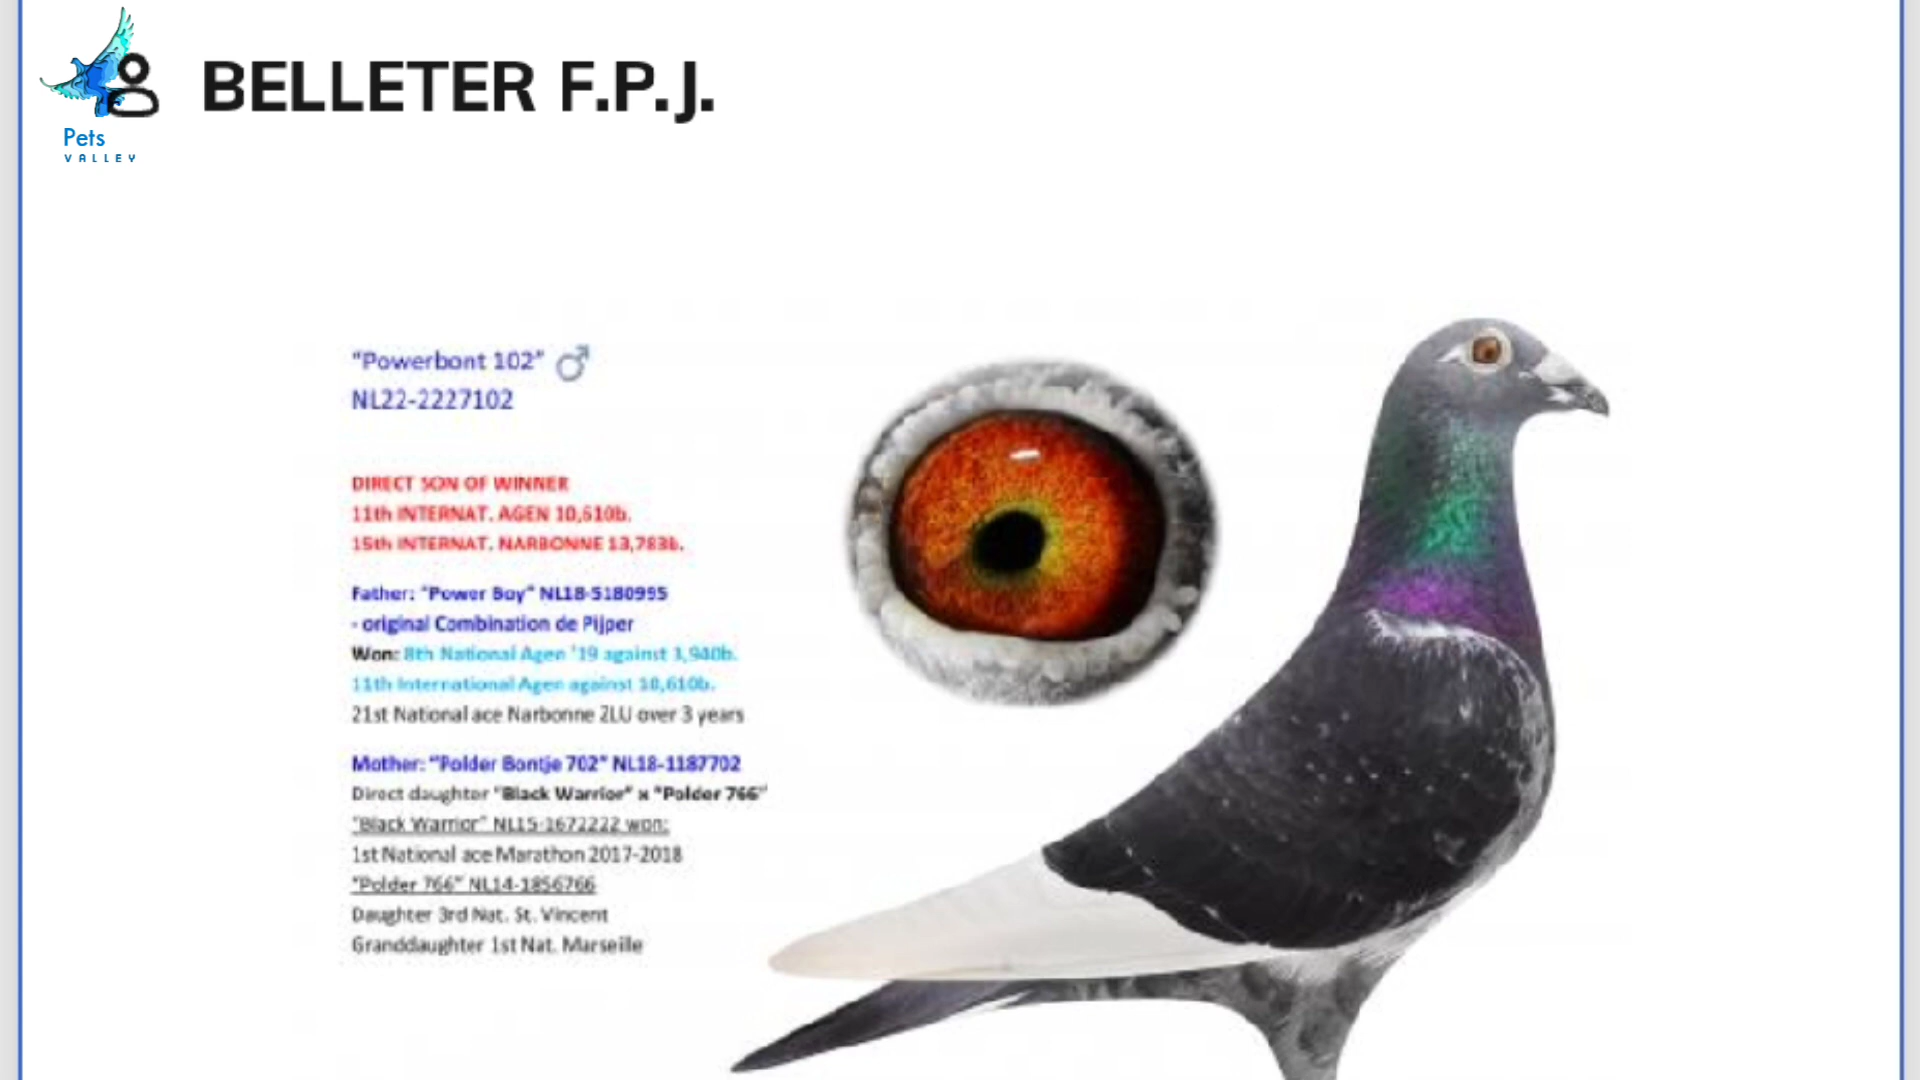 BELLETER F.P.J.
Pets
VALLEY
"Powerbont 102" ♂
NL22-2227102
DIRECT SON OF WINNER
11th INTERNAT. AGEN 10,610b.
15th INTERNAT. NARBONNE 13,783b.
Father: "Power Boy" NL18-5180995
- original Combination de Pijper
Won: 8th National Agen '19 against 3,940b.
11th International Agen against 10,610b.
21st National ace Narbonne 2LU over 3 years
Mother: "Polder Bontje 702" NL18-1187702
Direct daughter "Black Warrior" x "Polder 766"
"Black Warrior" NL15-1672222 won:
1st National ace Marathon 2017-2018
"Polder 766" NL14-1856766
Daughter 3rd Nat. St. Vincent
Granddaughter 1st Nat. Marseille